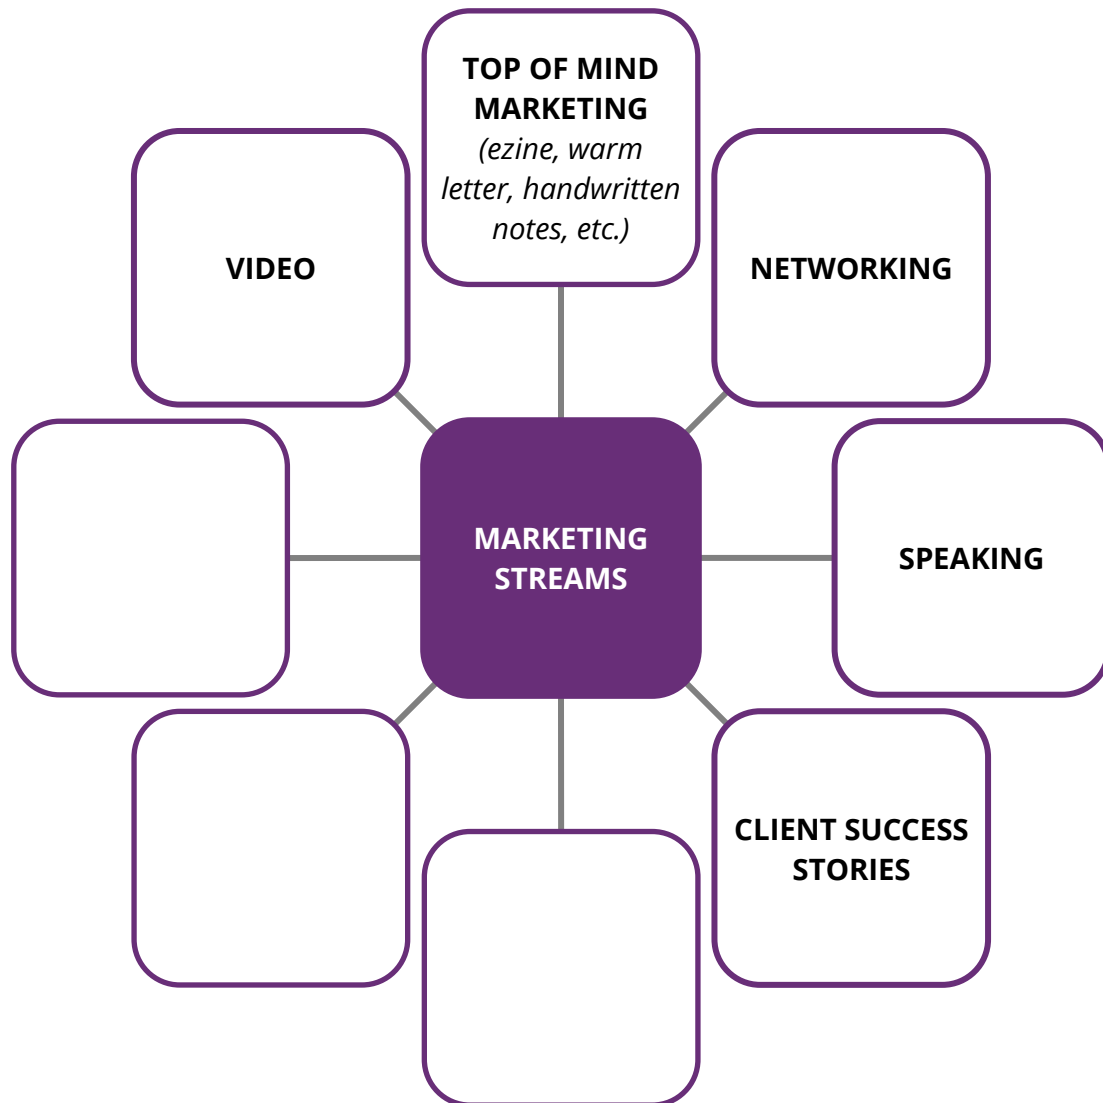 TOP OF MIND
MARKETING
(ezine, warm
letter, handwritten
notes, etc.)
VIDEO
NETWORKING
MARKETING
STREAMS
SPEAKING
CLIENT SUCCESS
STORIES